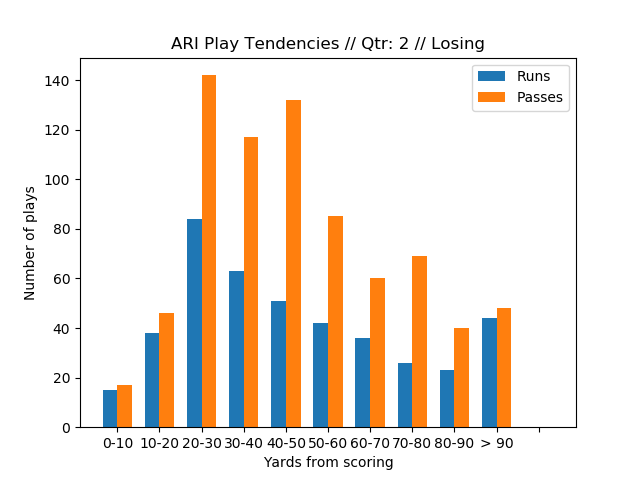 ARI Play Tendencies // Qtr: 2 // Losing
Runs
Passes
Number of plays
140
120
100
80
60
40
20
0
0-10 10-20 20-30 30-40 40-50 50-60 60-70 70-80 80-90 > 90
Yards from scoring